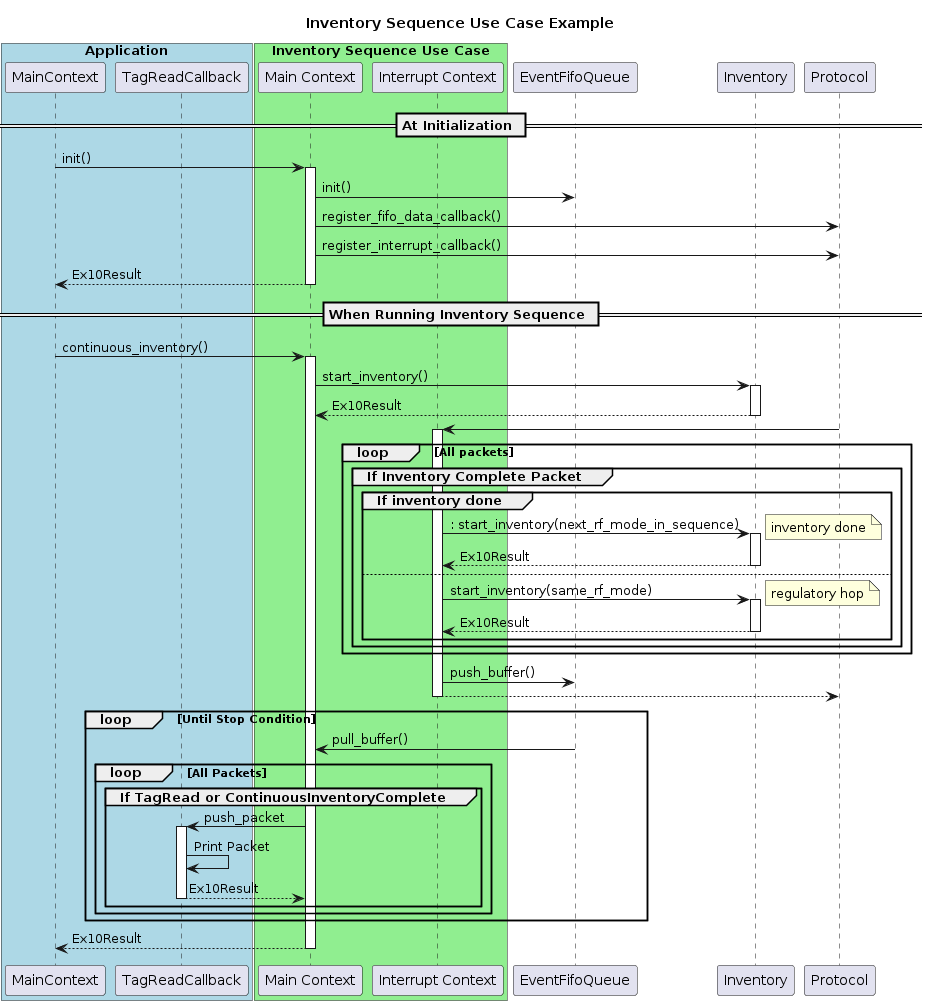 Inventory Sequence Use Case Example
Application
Inventory Sequence Use Case
MainContext
TagReadCallback
Main Context
Interrupt Context
EventFifoQueue
Inventory
Protocol
At Initialization
init()
init()
register_fifo_data_callback()
register_interrupt_callback()
Ex10Result
When Running Inventory Sequence
continuous_inventory()
start_inventory()
Ex10Result
loop [All packets]
If Inventory Complete Packet
If inventory done
: start_inventory(next_rf_mode_in_sequence)
inventory done
Ex10Result
start_inventory(same_rf_mode)
regulatory hop
Ex10Result
push_buffer()
loop [Until Stop Condition]
pull_buffer()
loop [All Packets]
If TagRead or ContinuousInventoryComplete
push_packet
Print Packet
Ex10Result
Ex10Result
MainContext
TagReadCallback
Main Context
Interrupt Context
EventFifoQueue
Inventory
Protocol